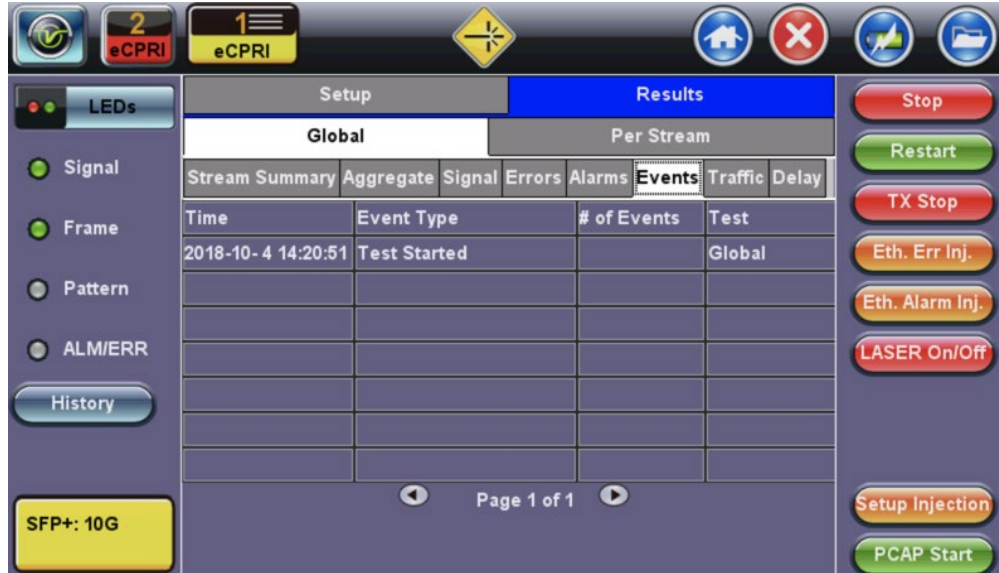 2
eCPRI
1
eCPRI
LEDs
Signal
Frame
Pattern
ALM/ERR
History
SFP+: 10G
Setup Results
Global Per Stream
Stream Summary Aggregate Signal Errors Alarms Events Traffic Delay
Time Event Type # of Events Test
2018-10- 4 14:20:51 Test Started Global
Page 1 of 1
Stop
Restart
TX Stop
Eth. Err Inj.
Eth. Alarm Inj.
LASER On/Off
Setup Injection
PCAP Start